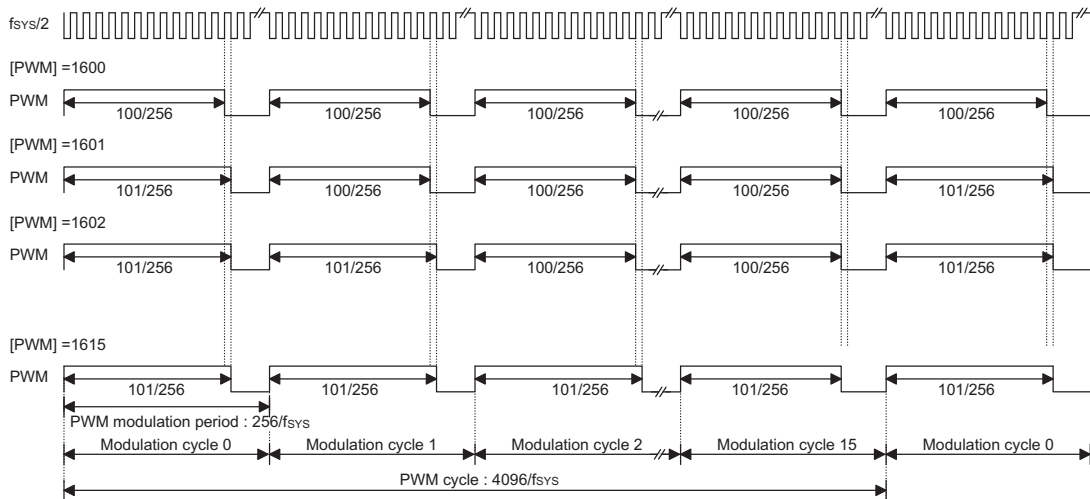 fSYS/2
[PWM] =1600
PWM
100/256 100/256 100/256 100/256 100/256
[PWM] =1601
PWM
101/256 100/256 100/256 100/256 101/256
[PWM] =1602
PWM
101/256 101/256 100/256 100/256 101/256
[PWM] =1615
PWM
101/256 101/256 101/256 101/256 101/256
PWM modulation period : 256/fSYS
Modulation cycle 0 Modulation cycle 1 Modulation cycle 2 Modulation cycle 15 Modulation cycle 0
PWM cycle : 4096/fSYS